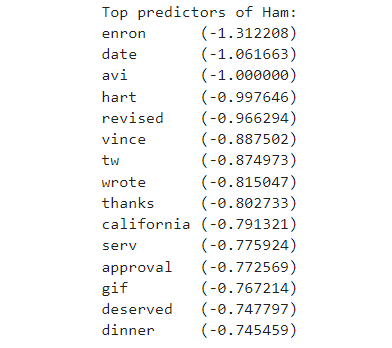 Top predictors of Ham:
enron (-1.312208)
date (-1.061663)
avi (-1.000000)
hart (-0.997646)
revised (-0.966294)
vince (-0.887502)
tw (-0.874973)
wrote (-0.815047)
thanks (-0.802733)
california (-0.791321)
serv (-0.775924)
approval (-0.772569)
gif (-0.767214)
deserved (-0.747797)
dinner (-0.745459)